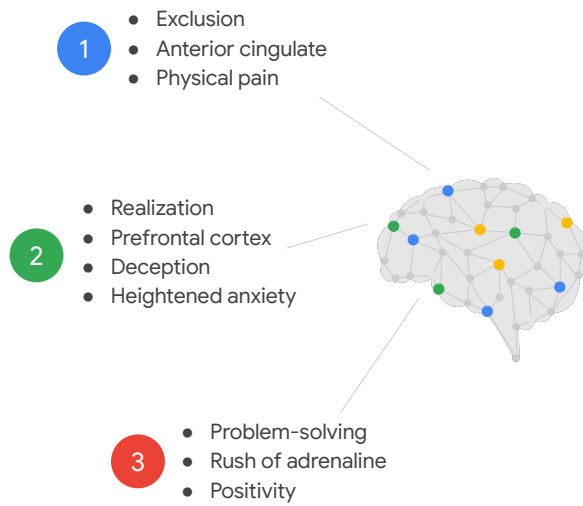 1
● Exclusion
● Anterior cingulate
● Physical pain
2
● Realization
● Prefrontal cortex
● Deception
● Heightened anxiety
3
● Problem-solving
● Rush of adrenaline
● Positivity